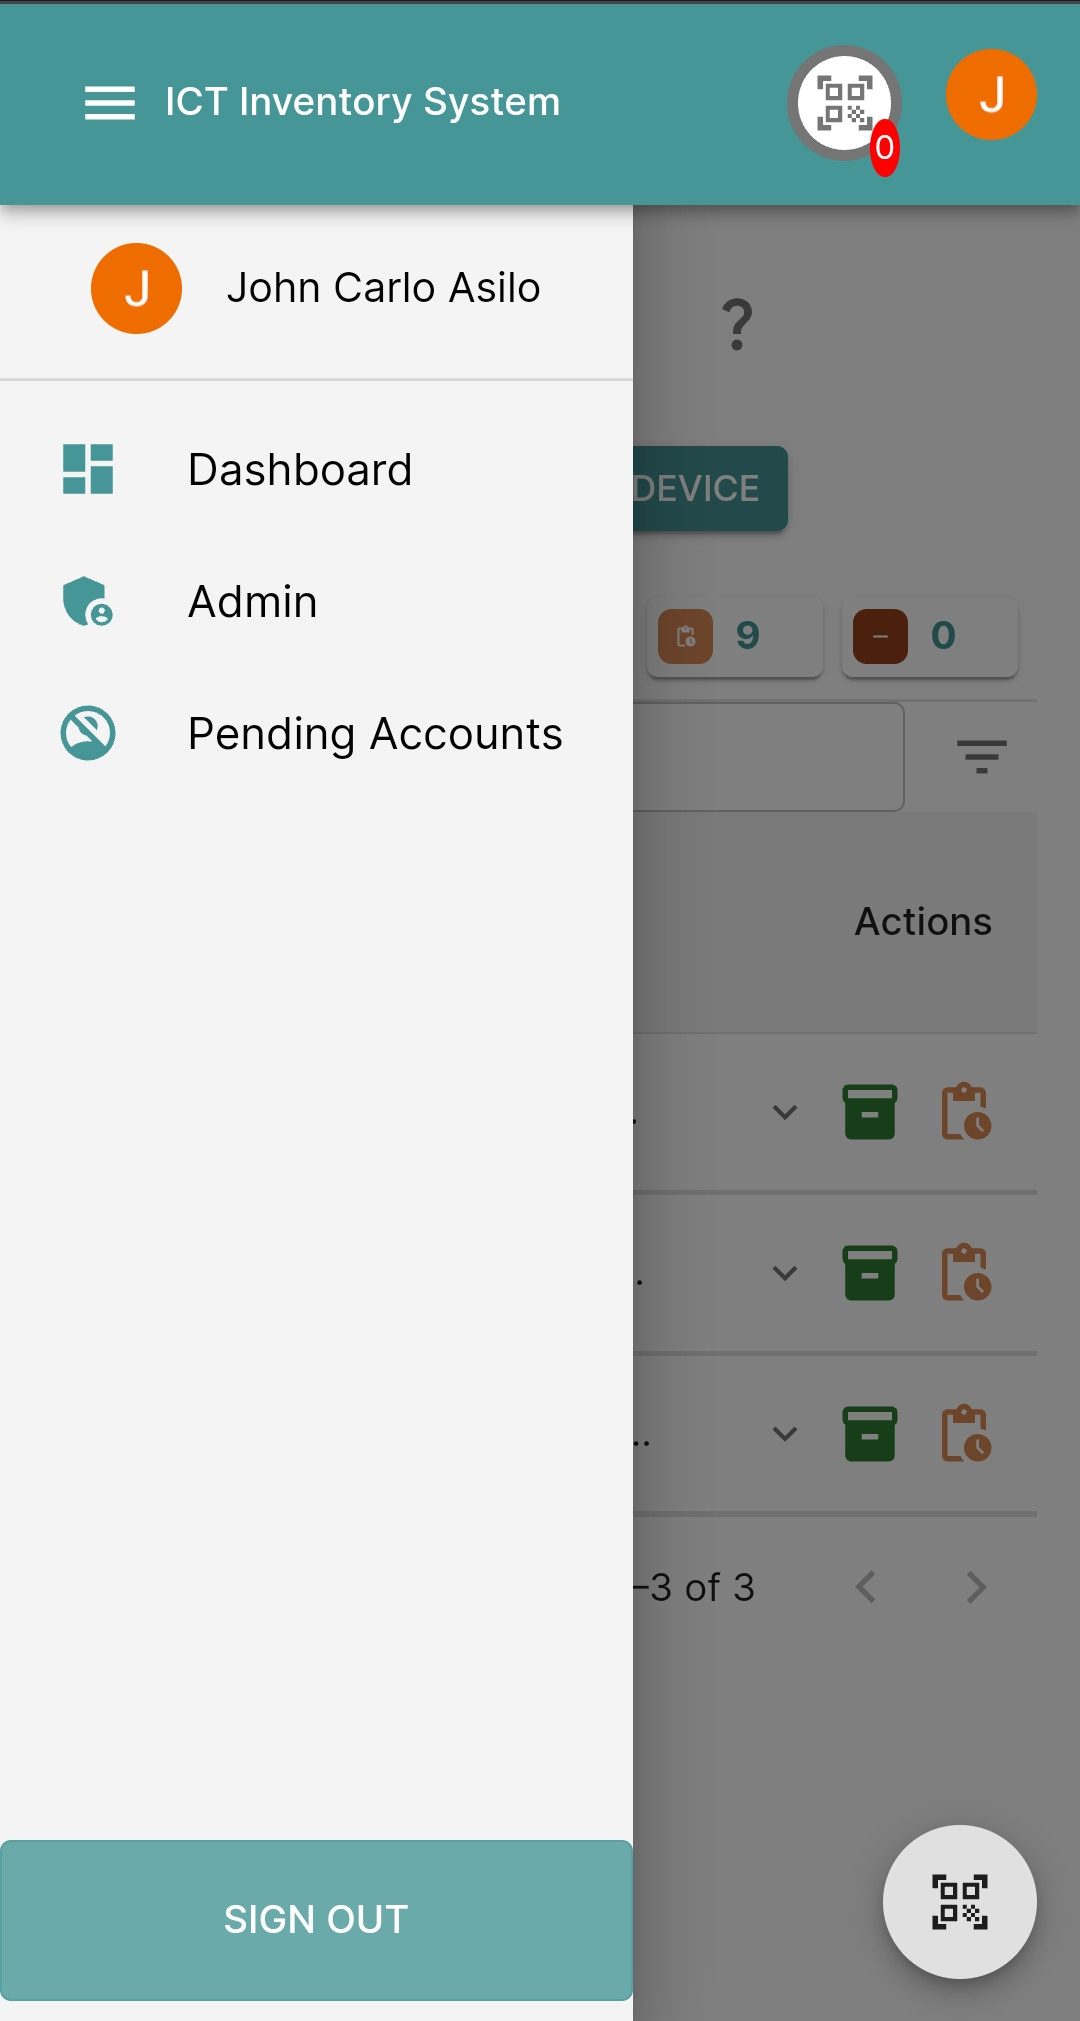 ICT Inventory System
0
J
J
John Carlo Asilo
?
Dashboard
DEVICE
Admin
9
0
Pending Accounts
Actions
.
.
..
–3 of 3
SIGN OUT